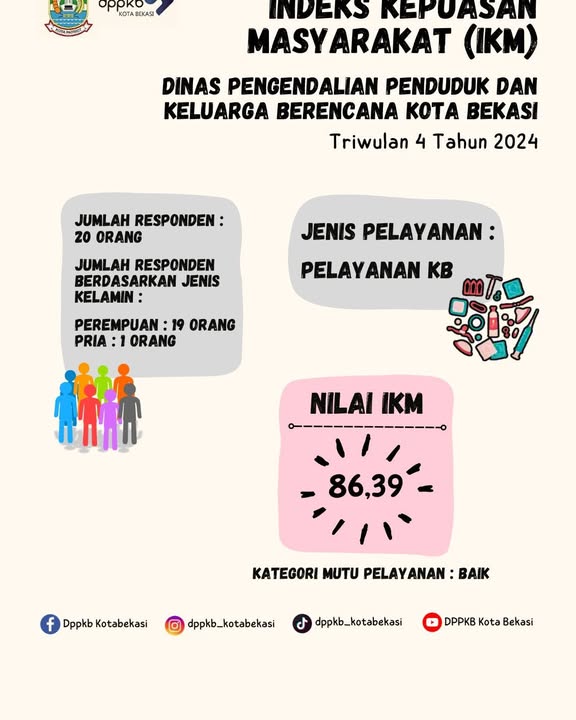 dppkb
KOTA BEKASI
INDEKS KEPUASAN
MASYARAKAT (IKM)
DINAS PENGENDALIAN PENDUDUK DAN
KELUARGA BERENCANA KOTA BEKASI
Triwulan 4 Tahun 2024
JUMLAH RESPONDEN :
20 ORANG
JUMLAH RESPONDEN
BERDASARKAN JENIS
KELAMIN :
PEREMPUAN : 19 ORANG
PRIA : 1 ORANG
JENIS PELAYANAN :
PELAYANAN KB
NILAI IKM
86,39
KATEGORI MUTU PELAYANAN : BAIK
Dppkb Kotabekasi
dppkb_kotabekasi
dppkb_kotabekasi
DPPKB Kota Bekasi